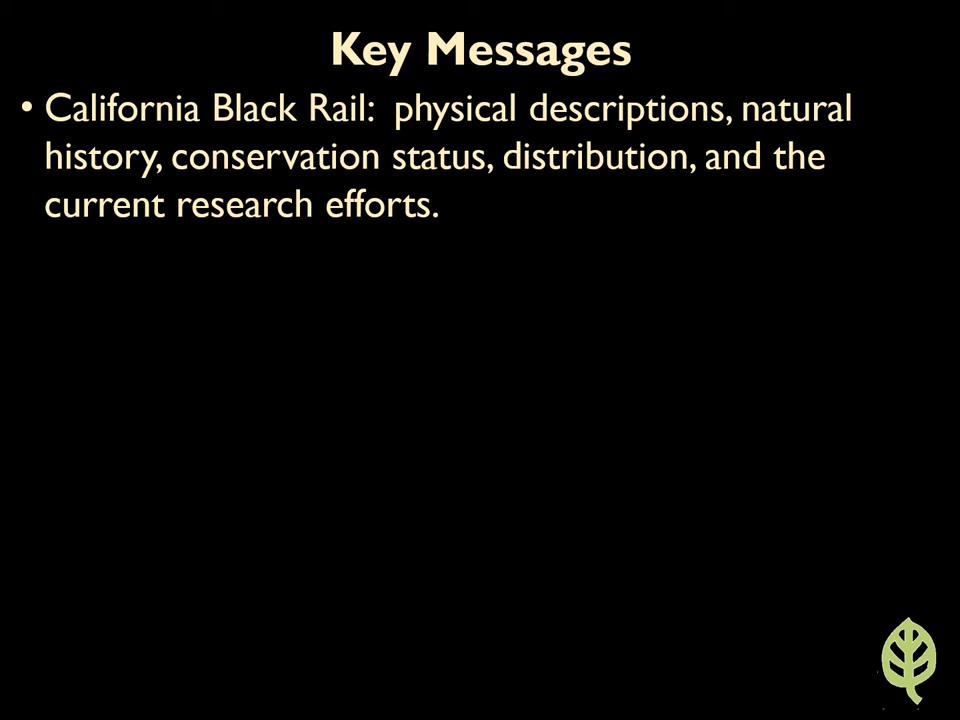 Key Messages
• California Black Rail:  physical descriptions, natural
history, conservation status, distribution, and the
current research efforts.